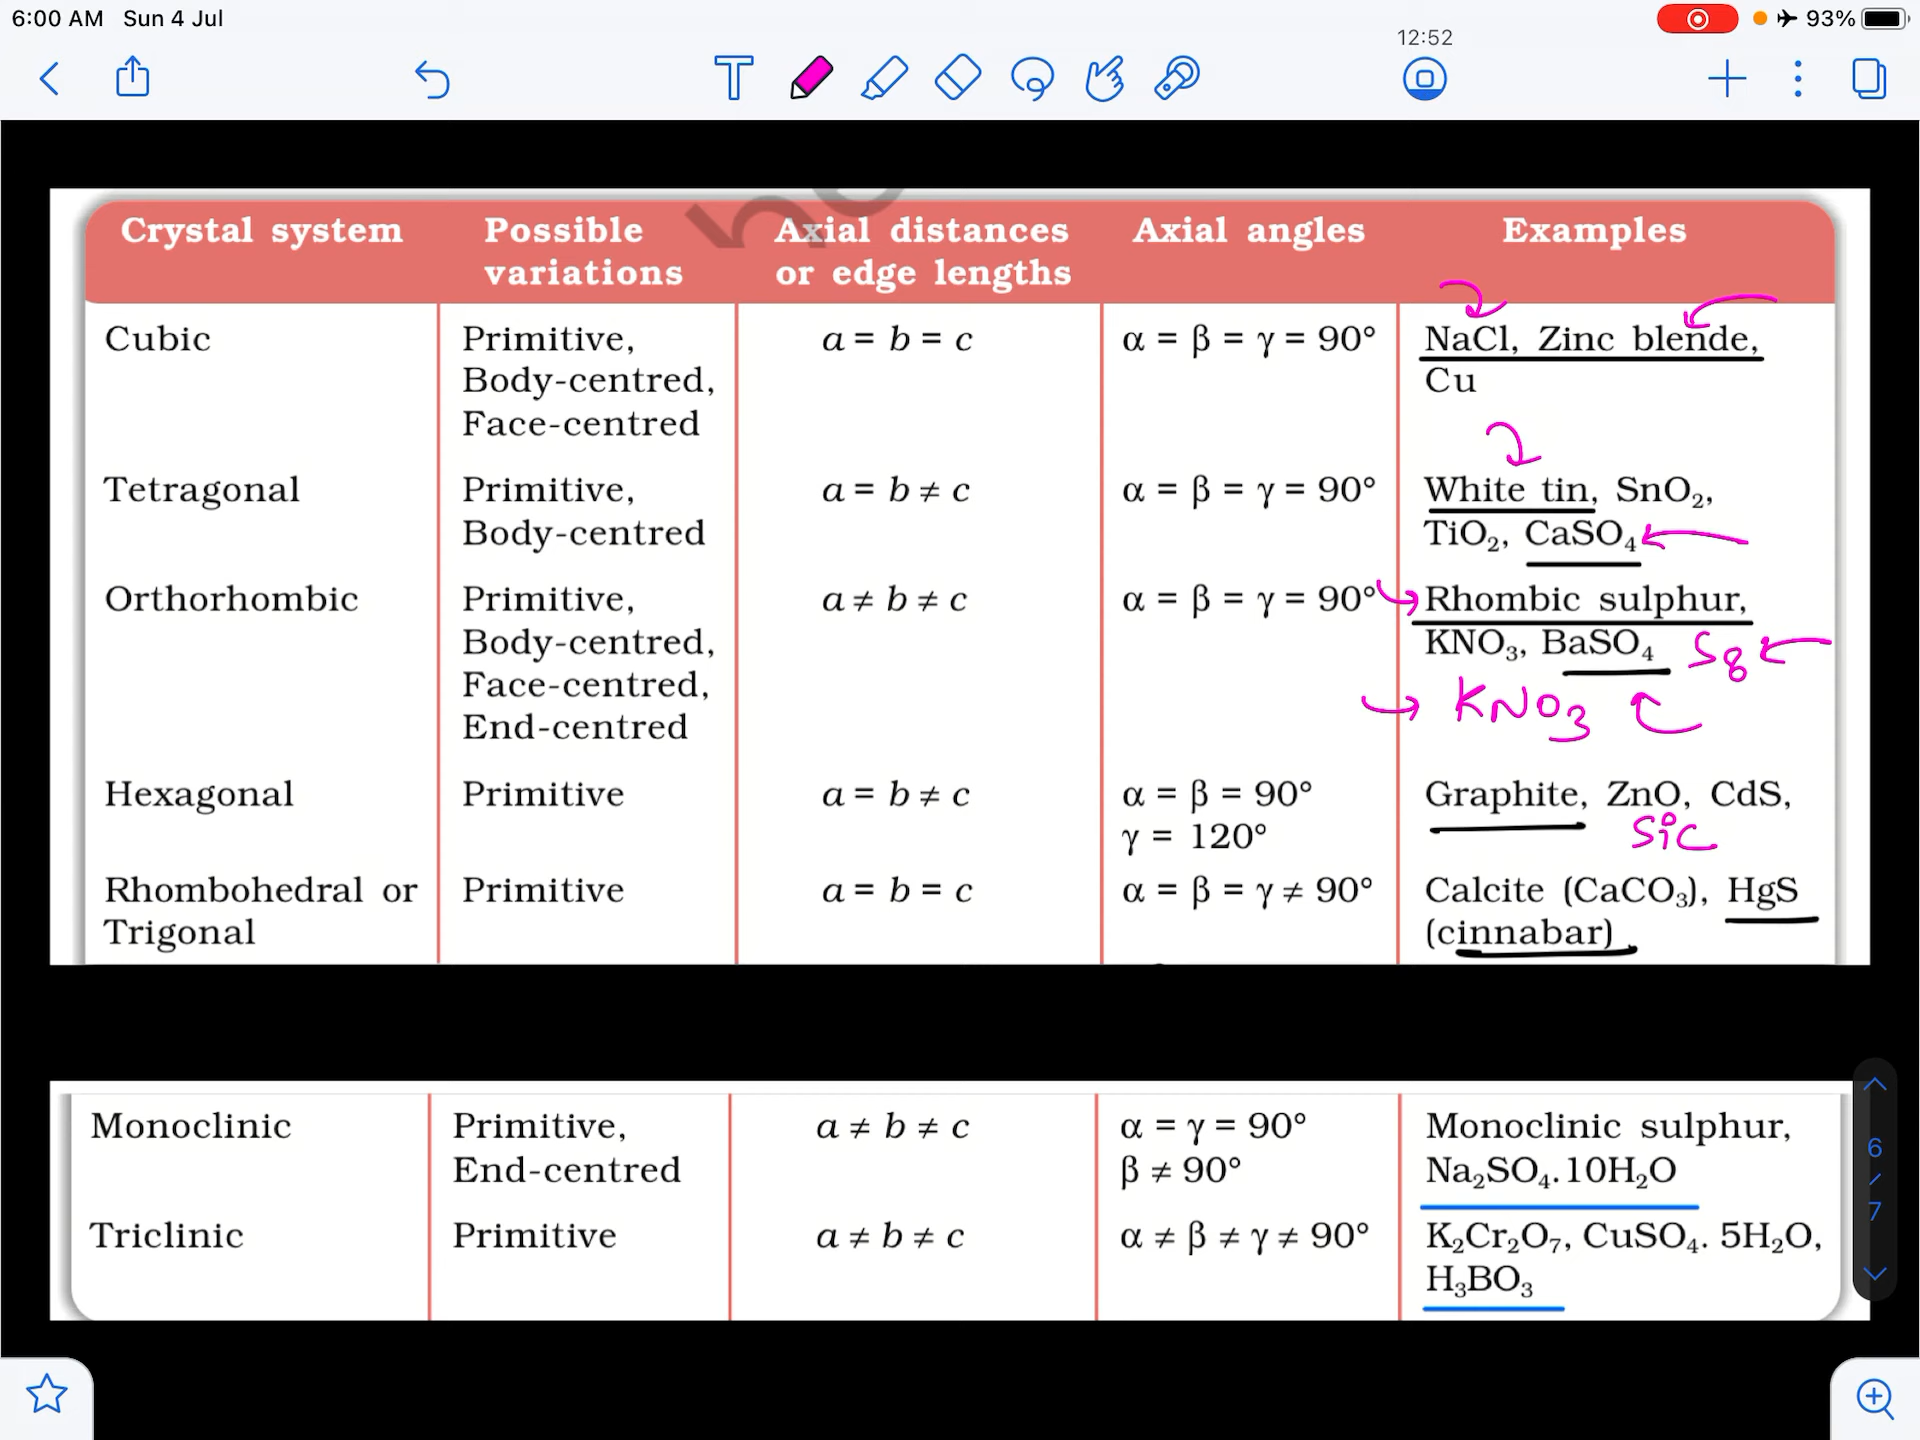 6:00 AM Sun 4 Jul
93%
12:52
Crystal system Possible variations Axial distances or edge lengths Axial angles Examples
Cubic Primitive, Body-centred, Face-centred a = b = c α = β = γ = 90° NaCl, Zinc blende, Cu
Tetragonal Primitive, Body-centred a = b ≠ c α = β = γ = 90° White tin, SnO₂, TiO₂, CaSO₄
Orthorhombic Primitive, Body-centred, Face-centred, End-centred a ≠ b ≠ c α = β = γ = 90° Rhombic sulphur, KNO₃, BaSO₄ S8
KNO3
Hexagonal Primitive a = b ≠ c α = β = 90° γ = 120° Graphite, ZnO, CdS,
SiC
Rhombohedral or Trigonal Primitive a = b = c α = β = γ ≠ 90° Calcite (CaCO₃), HgS (cinnabar)
Monoclinic Primitive, End-centred a ≠ b ≠ c α = γ = 90° β ≠ 90° Monoclinic sulphur, Na₂SO₄.10H₂O
Triclinic Primitive a ≠ b ≠ c α ≠ β ≠ γ ≠ 90° K₂Cr₂O₇, CuSO₄. 5H₂O, H₃BO₃
6
/
7